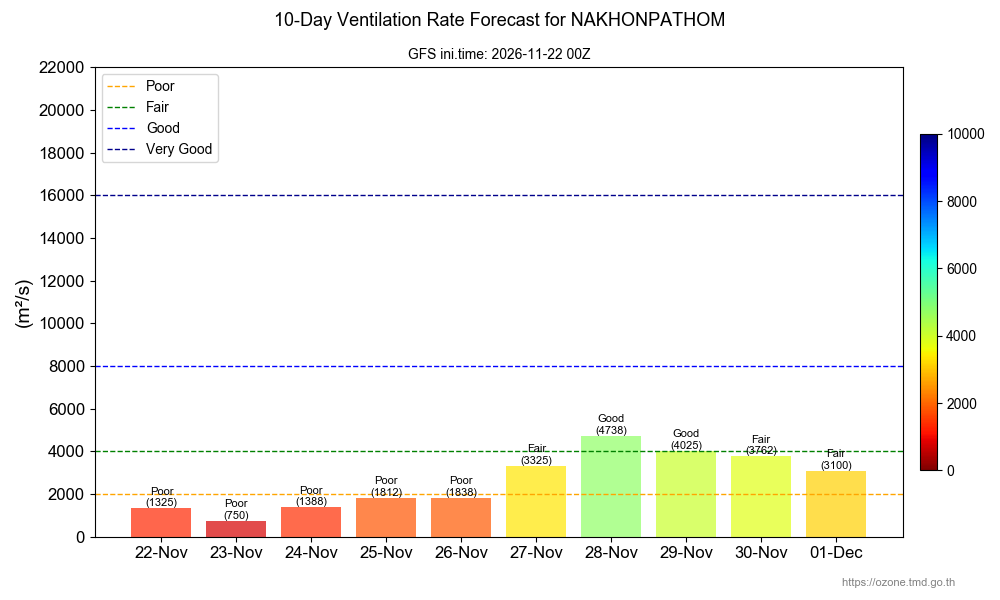 10-Day Ventilation Rate Forecast for NAKHONPATHOM
GFS ini.time: 2026-11-22 00Z
(m²/s)
22000
20000
18000
16000
14000
12000
10000
8000
6000
4000
2000
0
Poor
Fair
Good
Very Good
Poor
(1325)
Poor
(750)
Poor
(1388)
Poor
(1812)
Poor
(1838)
Fair
(3325)
Good
(4738)
Good
(4025)
Fair
(3762)
Fair
(3100)
22-Nov 23-Nov 24-Nov 25-Nov 26-Nov 27-Nov 28-Nov 29-Nov 30-Nov 01-Dec
10000
8000
6000
4000
2000
0
https://ozone.tmd.go.th